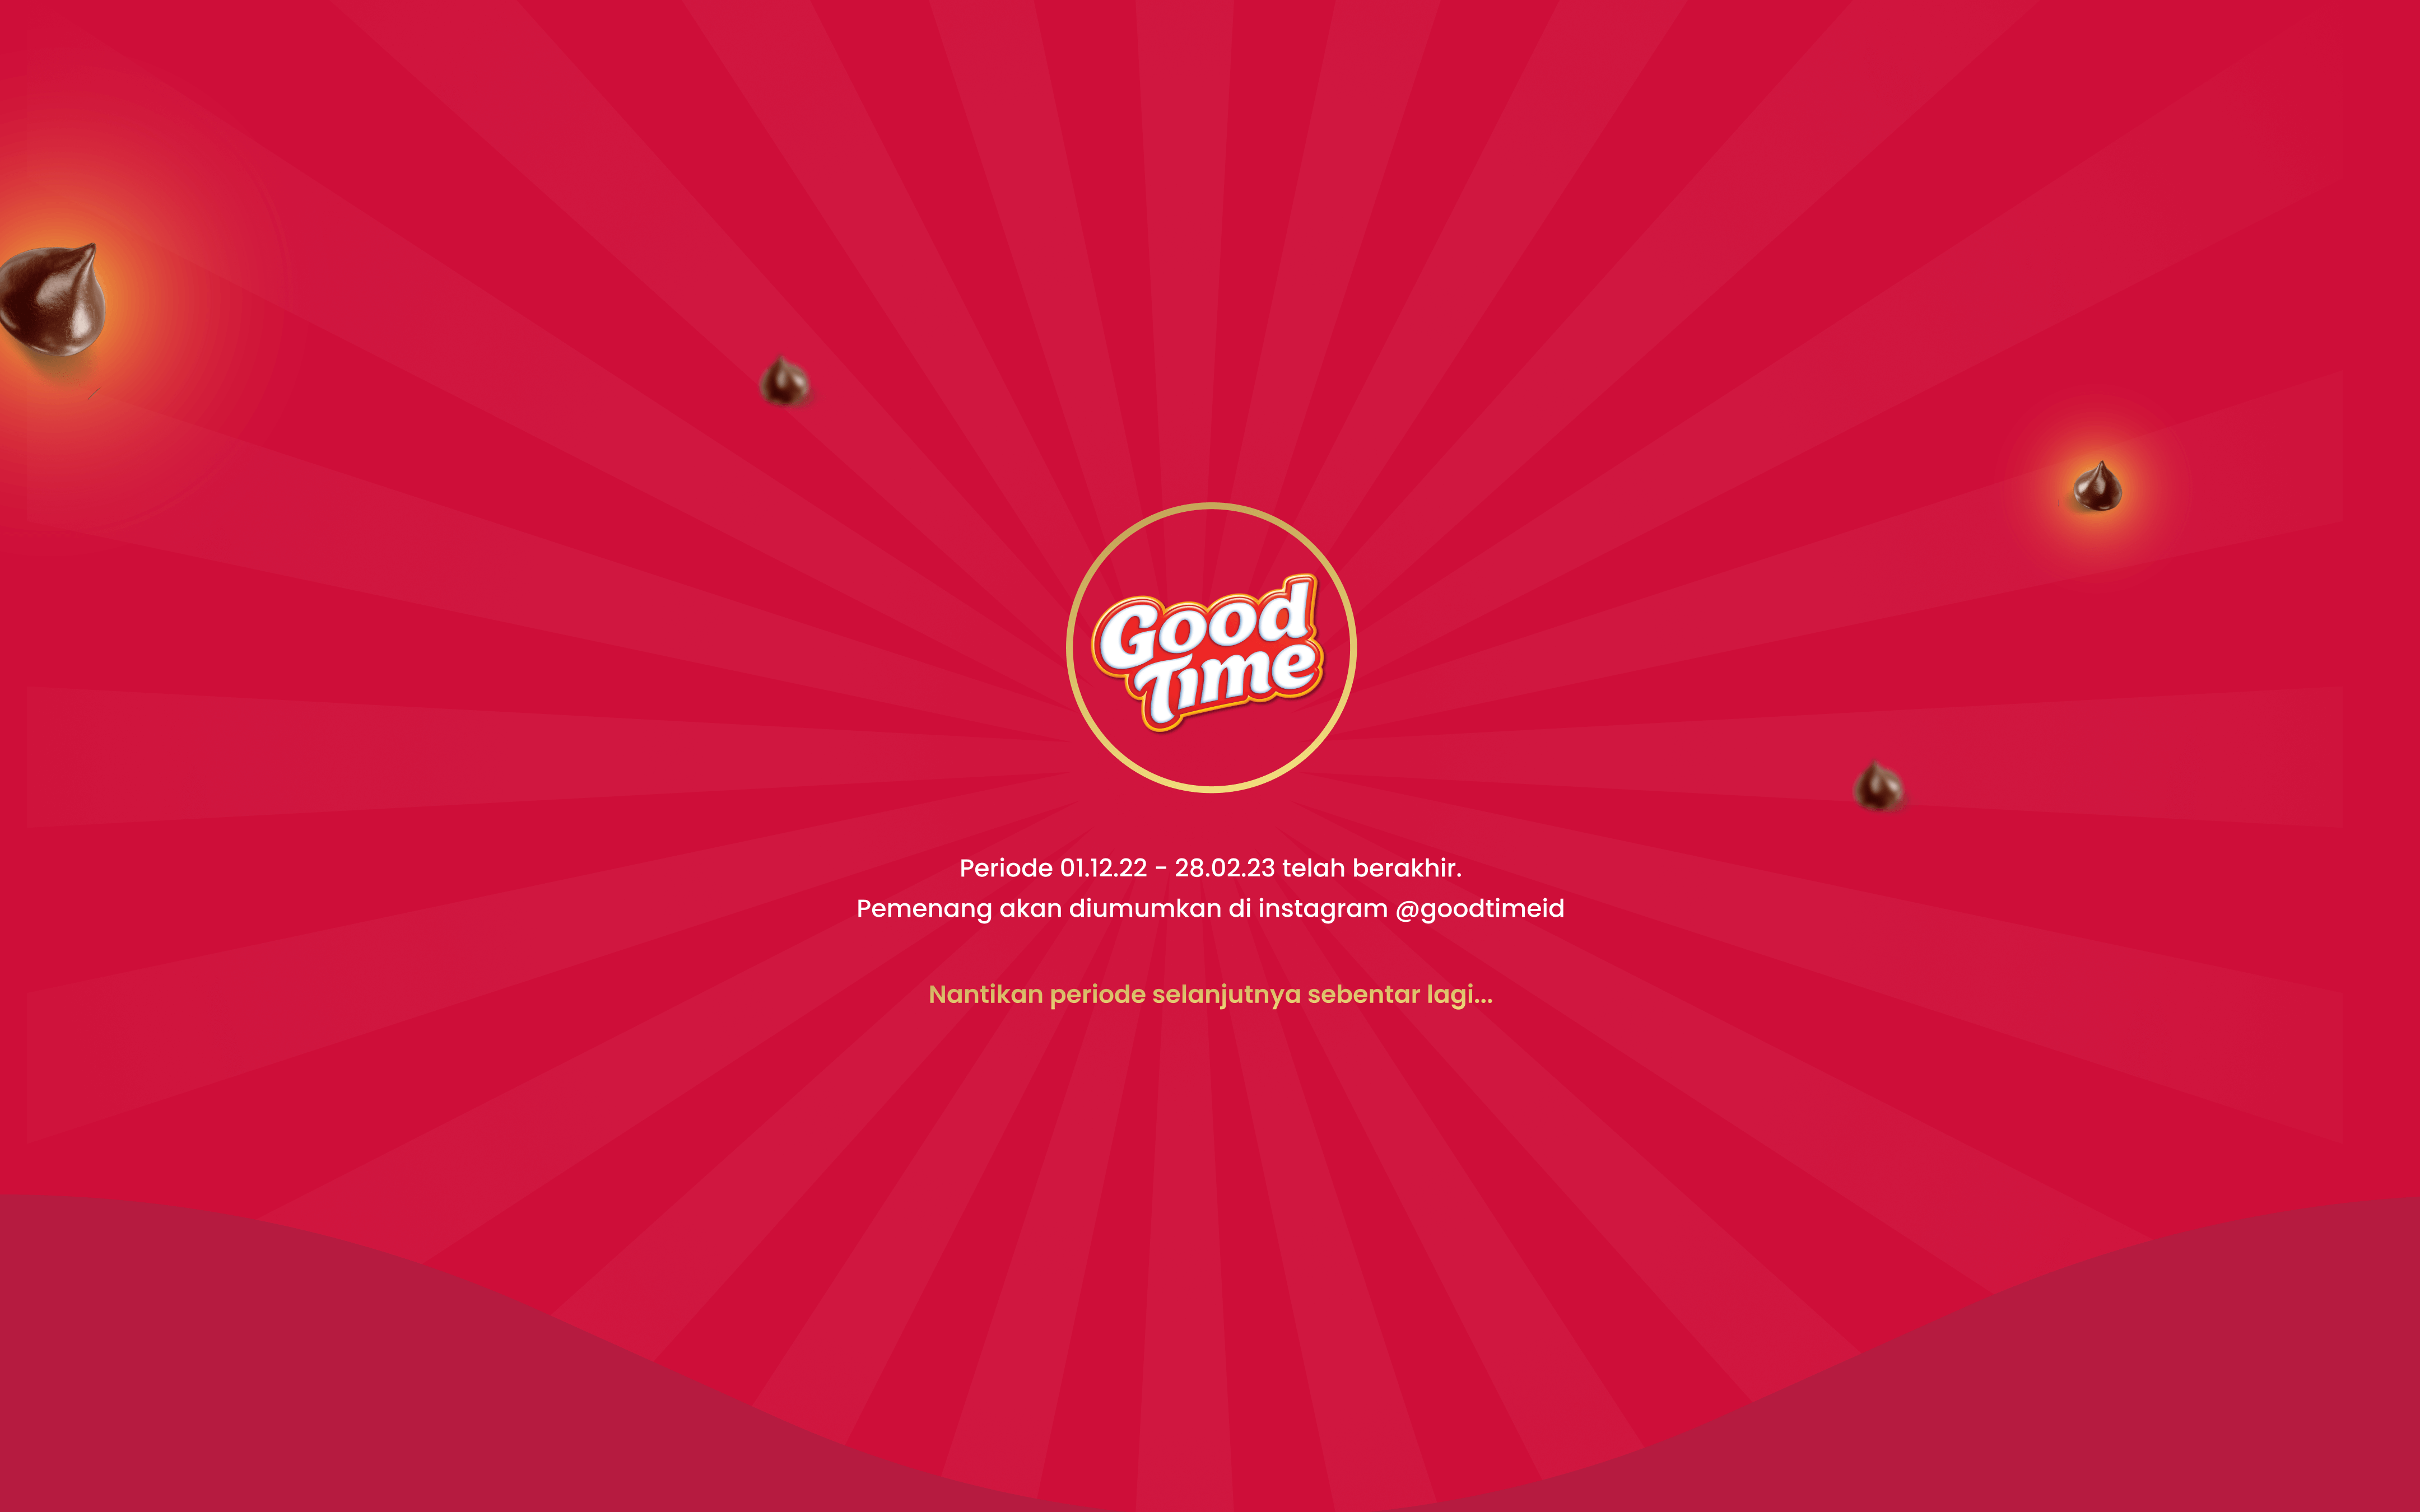 Good
Time
Periode 01.12.22 - 28.02.23 telah berakhir.
Pemenang akan diumumkan di instagram @goodtimeid
Nantikan periode selanjutnya sebentar lagi...